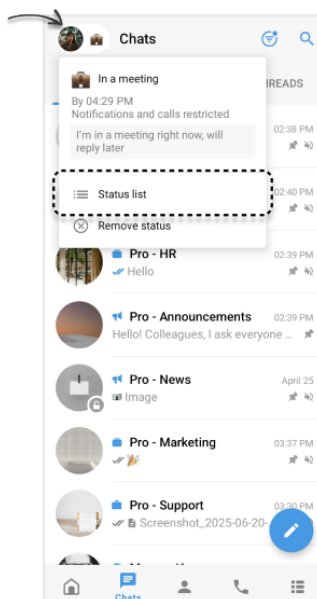 Chats
In a meeting
READS
By 04:29 PM
Notifications and calls restricted
I'm in a meeting right now, will
reply later
02:38 PM
Status list
02:40 PM
Remove status
Pro - HR
02:39 PM
Hello
Pro - Announcements
02:39 PM
Hello! Colleagues, I ask everyone ...
Pro - News
April 25
Image
Pro - Marketing
03:37 PM
Pro - Support
03:30 PM
Screenshot_2025-06-20-
Chats